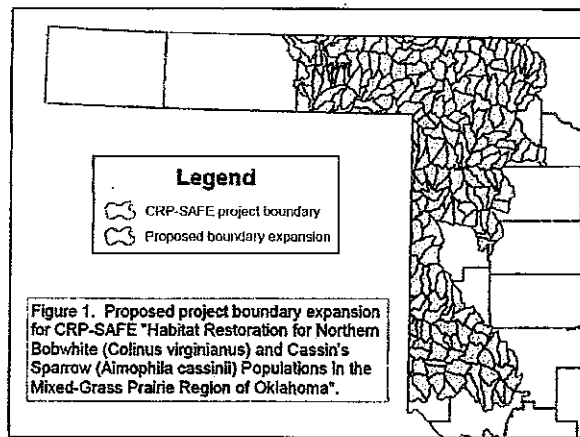 Legend
CRP-SAFE project boundary
Proposed boundary expansion
Figure 1. Proposed project boundary expansion
for CRP-SAFE "Habitat Restoration for Northern
Bobwhite (Colinus virginianus) and Cassin's
Sparrow (Aimophila cassinii) Populations in the
Mixed-Grass Prairie Region of Oklahoma".